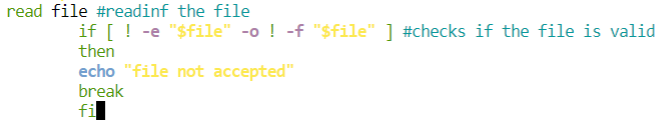 read file #readinf the file
if [ ! -e "$file" -o ! -f "$file" ] #checks if the file is valid
then
echo "file not accepted"
break
fi